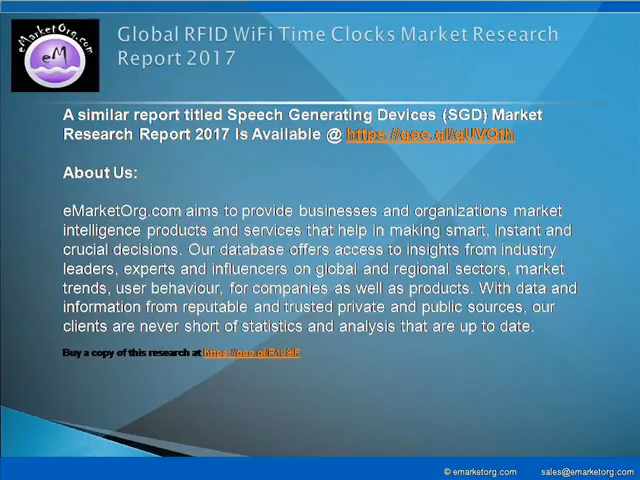 eMarketOrg.com
eM
Global RFID WiFi Time Clocks Market Research
Report 2017
A similar report titled Speech Generating Devices (SGD) Market
Research Report 2017 Is Available @
About Us:
eMarketOrg.com aims to provide businesses and organizations market
intelligence products and services that help in making smart, instant and
crucial decisions. Our database offers access to insights from industry
leaders, experts and influencers on global and regional sectors, market
trends, user behaviour, for companies as well as products. With data and
information from reputable and trusted private and public sources, our
clients are never short of statistics and analysis that are up to date.
Buy a copy of this research at
© emarketorg.com sales@emarketorg.com